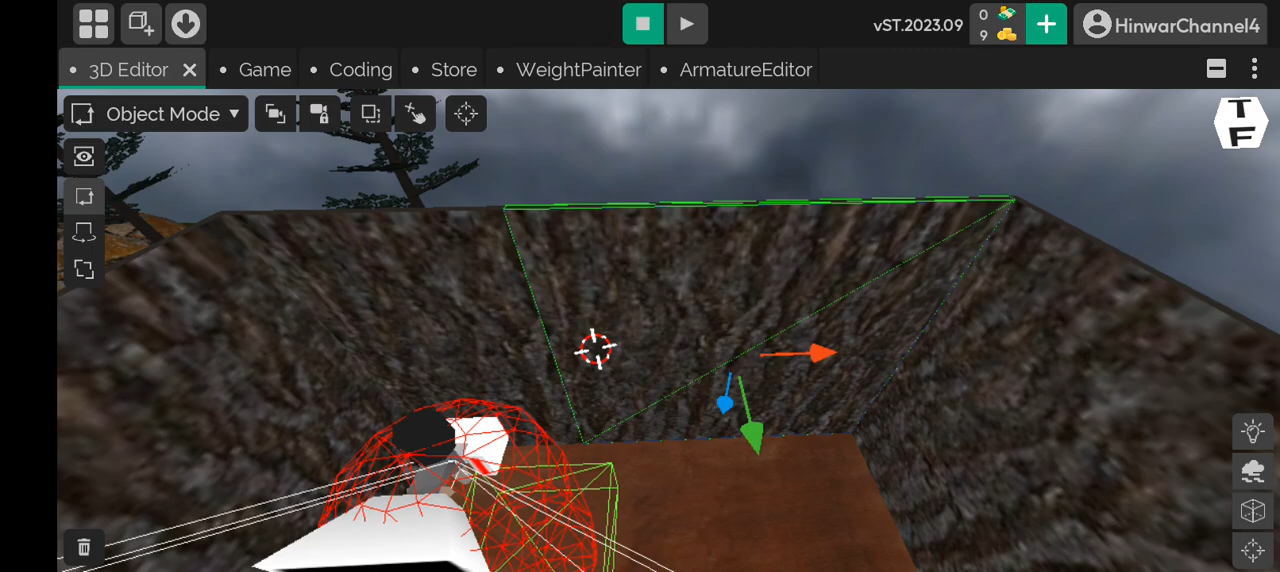 vST.2023.09
0
9
HinwarChannel4
3D Editor
Game
Coding
Store
WeightPainter
ArmatureEditor
Object Mode
T
F